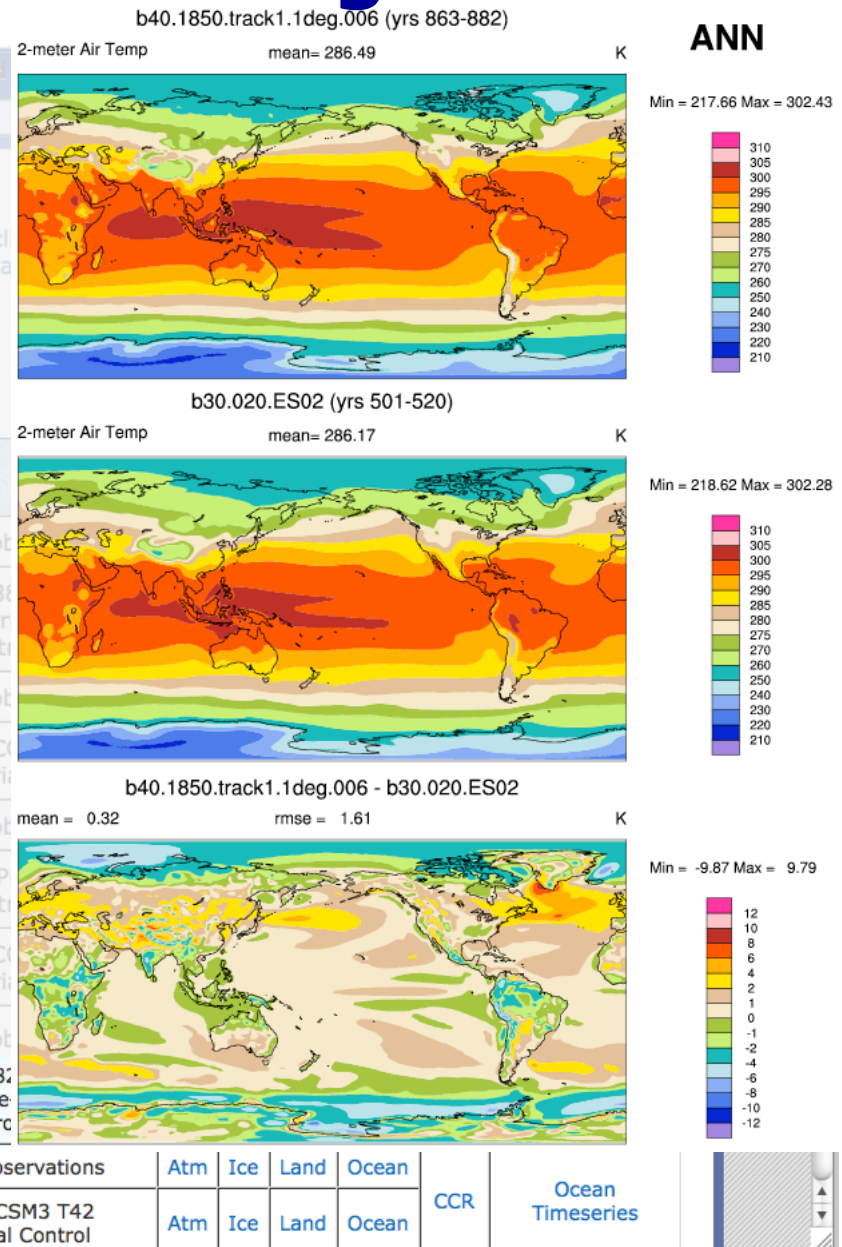 b40.1850.track1.1deg.006 (yrs 863-882)
ANN
2-meter Air Temp mean= 286.49 K
Min = 217.66 Max = 302.43
310
305
300
295
290
285
280
275
270
260
250
240
230
220
210
b30.020.ES02 (yrs 501-520)
2-meter Air Temp mean= 286.17 K
Min = 218.62 Max = 302.28
310
305
300
295
290
285
280
275
270
260
250
240
230
220
210
b40.1850.track1.1deg.006 - b30.020.ES02
mean = 0.32 rmse = 1.61 K
Min = -9.87 Max = 9.79
12
10
8
6
4
2
1
0
-1
-2
-4
-6
-8
-10
-12
Atm Ice Land Ocean
CCR
Ocean
Timeseries
CSM3 T42
Atm Ice Land Ocean
Control